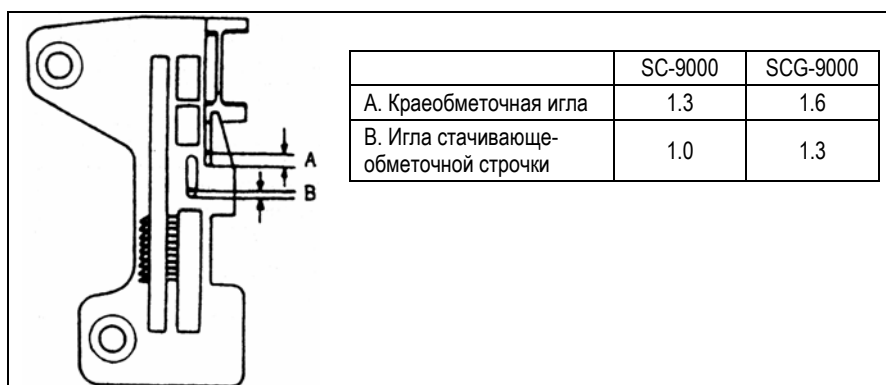 SC-9000 SCG-9000
А. Краеобметочная игла 1.3 1.6
В. Игла стачивающе-
обметочной строчки 1.0 1.3
A
B